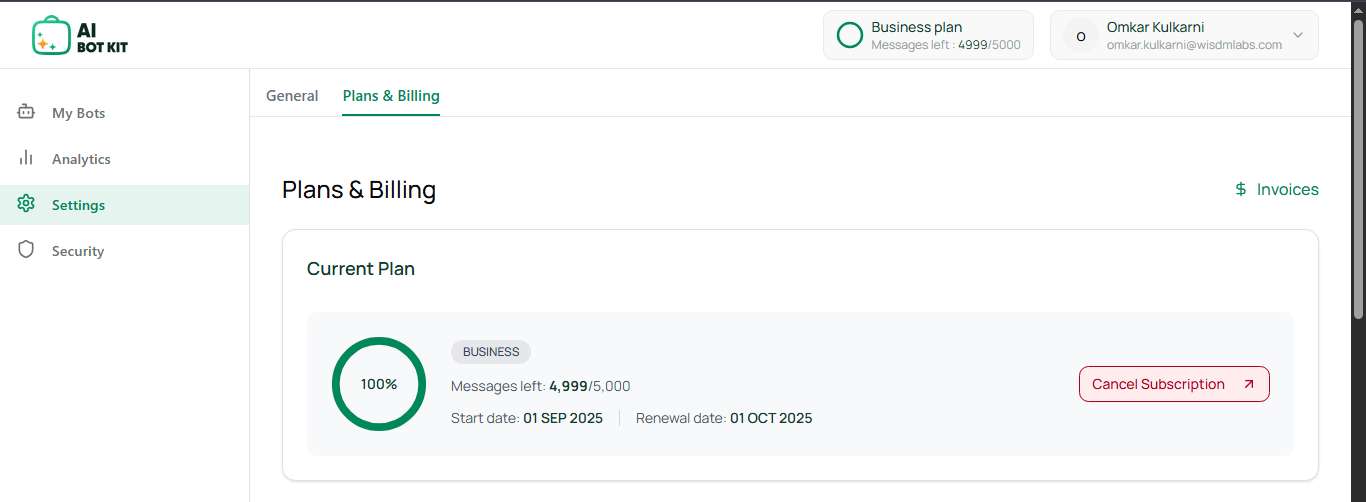 AI
BOT KIT
Business plan
Messages left : 4999/5000
O
Omkar Kulkarni
omkar.kulkarni@wisdmlabs.com
My Bots
Analytics
Settings
Security
General
Plans & Billing
Plans & Billing
$ Invoices
Current Plan
100%
BUSINESS
Messages left: 4,999/5,000
Start date: 01 SEP 2025
Renewal date: 01 OCT 2025
Cancel Subscription